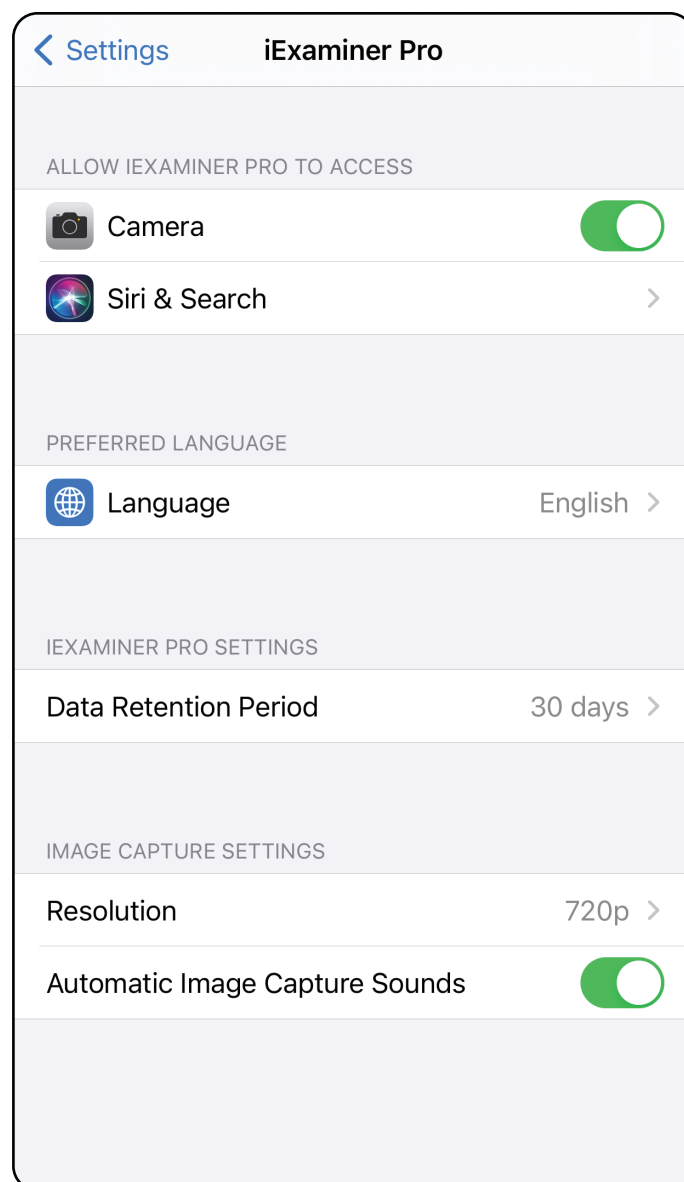 Settings
iExaminer Pro
ALLOW IEXAMINER PRO TO ACCESS
Camera
Siri & Search
PREFERRED LANGUAGE
Language English
IEXAMINER PRO SETTINGS
Data Retention Period 30 days
IMAGE CAPTURE SETTINGS
Resolution 720p
Automatic Image Capture Sounds